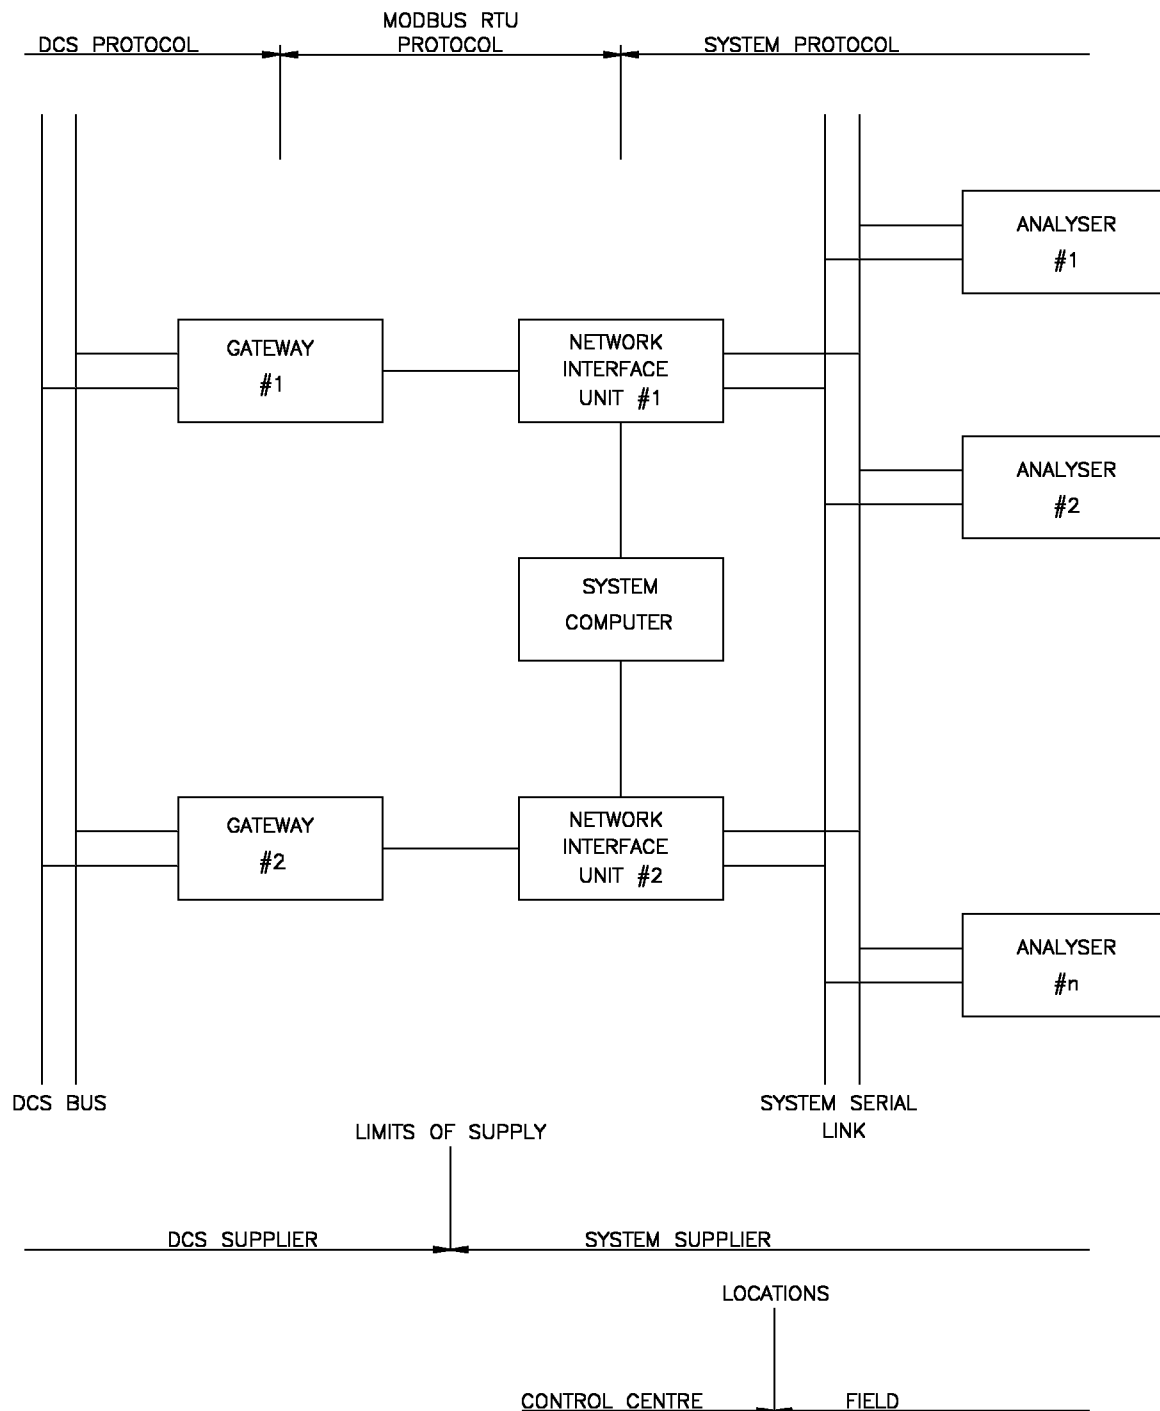 MODBUS RTU
DCS PROTOCOL
PROTOCOL
SYSTEM PROTOCOL
ANALYSER
#1
GATEWAY
#1
NETWORK
INTERFACE
UNIT #1
ANALYSER
#2
SYSTEM
COMPUTER
GATEWAY
#2
NETWORK
INTERFACE
UNIT #2
ANALYSER
#n
DCS BUS
SYSTEM SERIAL
LINK
LIMITS OF SUPPLY
DCS SUPPLIER
SYSTEM SUPPLIER
LOCATIONS
CONTROL CENTRE
FIELD